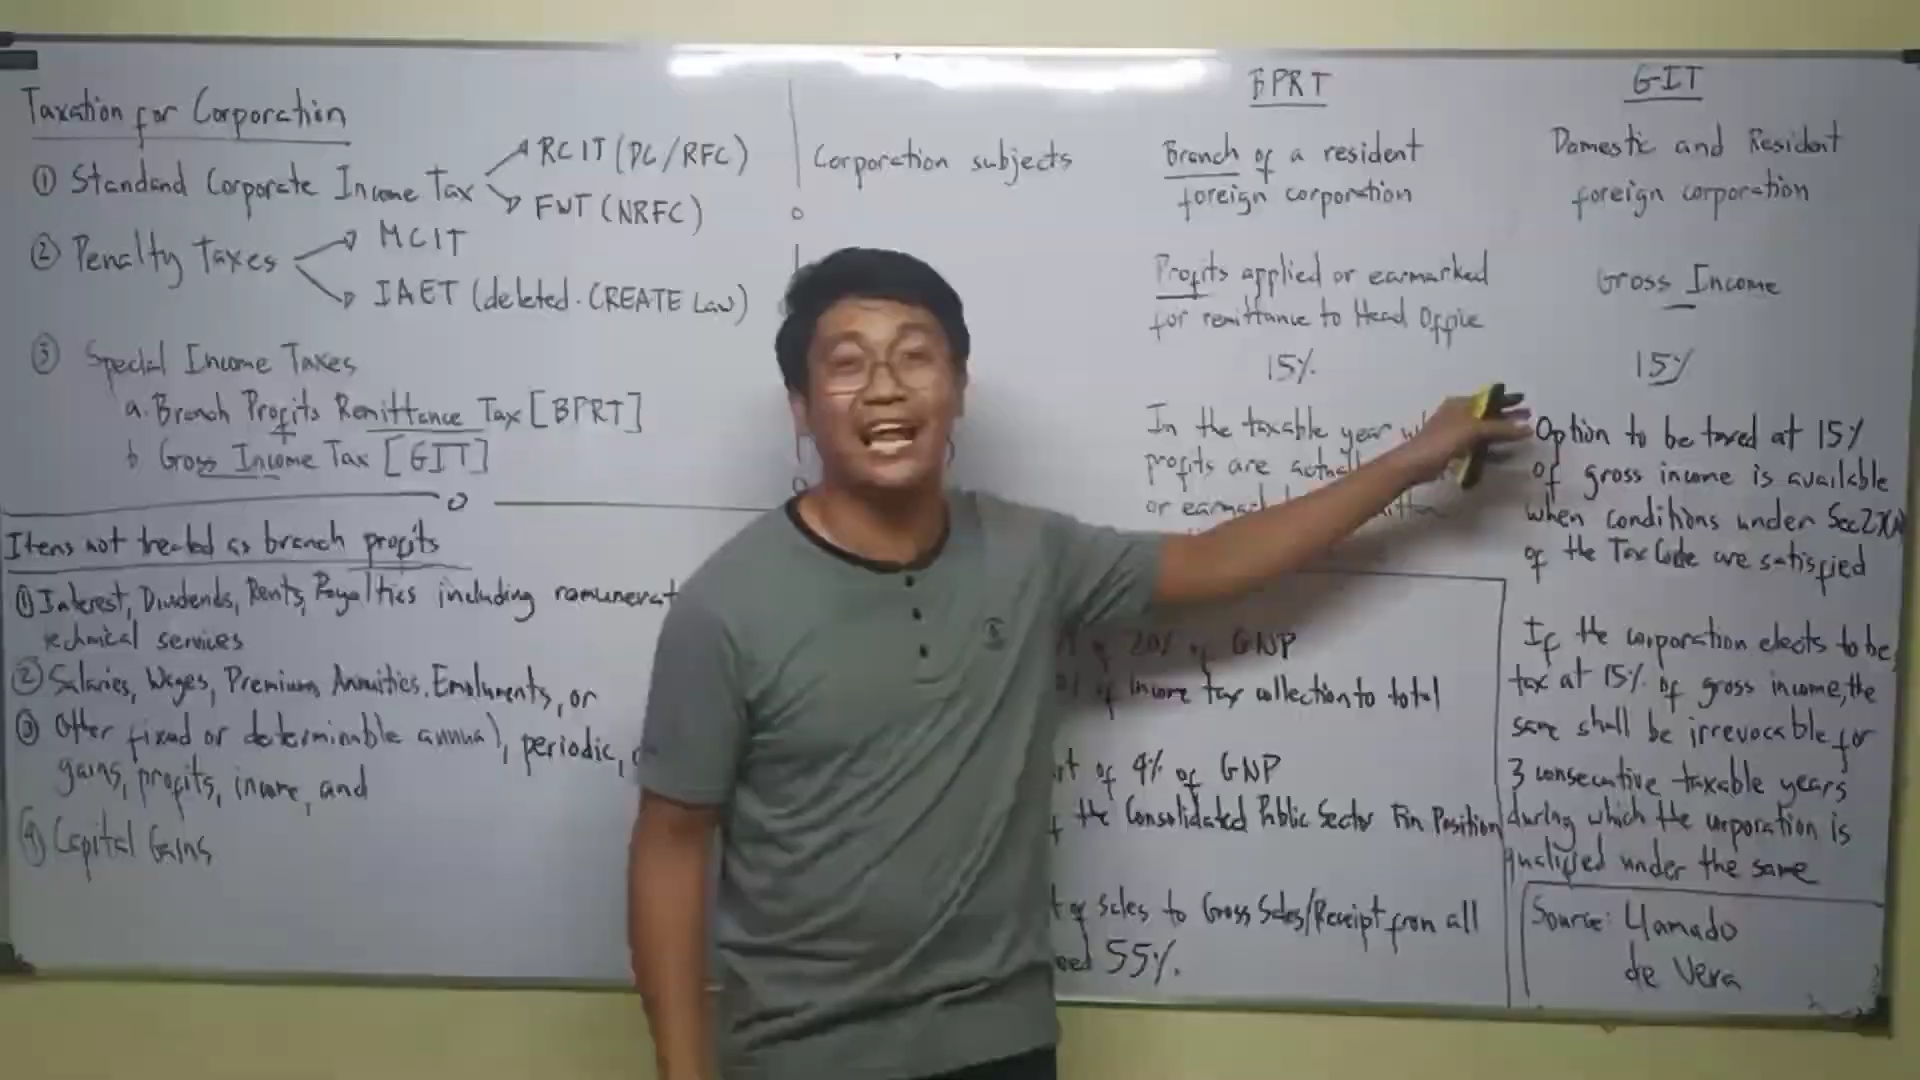 Taxation for Corporation
① Standard Corporate Income Tax
RCIT (DC/RFC)
FWT (NRFC)
② Penalty Taxes
MCIT
IAET (deleted. CREATE Law)
③ Special Income Taxes
a. Branch Profits Remittance Tax [BPRT]
b Gross Income Tax [GIT]
Items not treated as branch profits
① Interest, Dividends, Rents, Royalties including remunerat
technical services
② Salaries, Wages, Premium, Annuities, Emoluments, or
③ Other fixed or determinable annual, periodic,
gains, profits, income, and
④ Capital Gains
Corporation subjects
BPRT
Branch of a resident
foreign corporation
Profits applied or earmarked
for remittance to Head Office
15%
In the taxable year
profits are
or
20% of GNP
of income tax collection to total
of 4% of GNP
the Consolidated Public Sector Fin Position
of sales to Gross Sales/Receipt from all
55%.
GIT
Domestic and Resident
foreign corporation
Gross Income
15%
Option to be taxed at 15%
of gross income is available
when conditions under
of the Tax Code are satisfied
If the corporation elects to be
tax at 15% of gross income, the
same shall be irrevocable for
3 consecutive taxable years
during which the corporation is
qualified under the same
Source:
de Vera